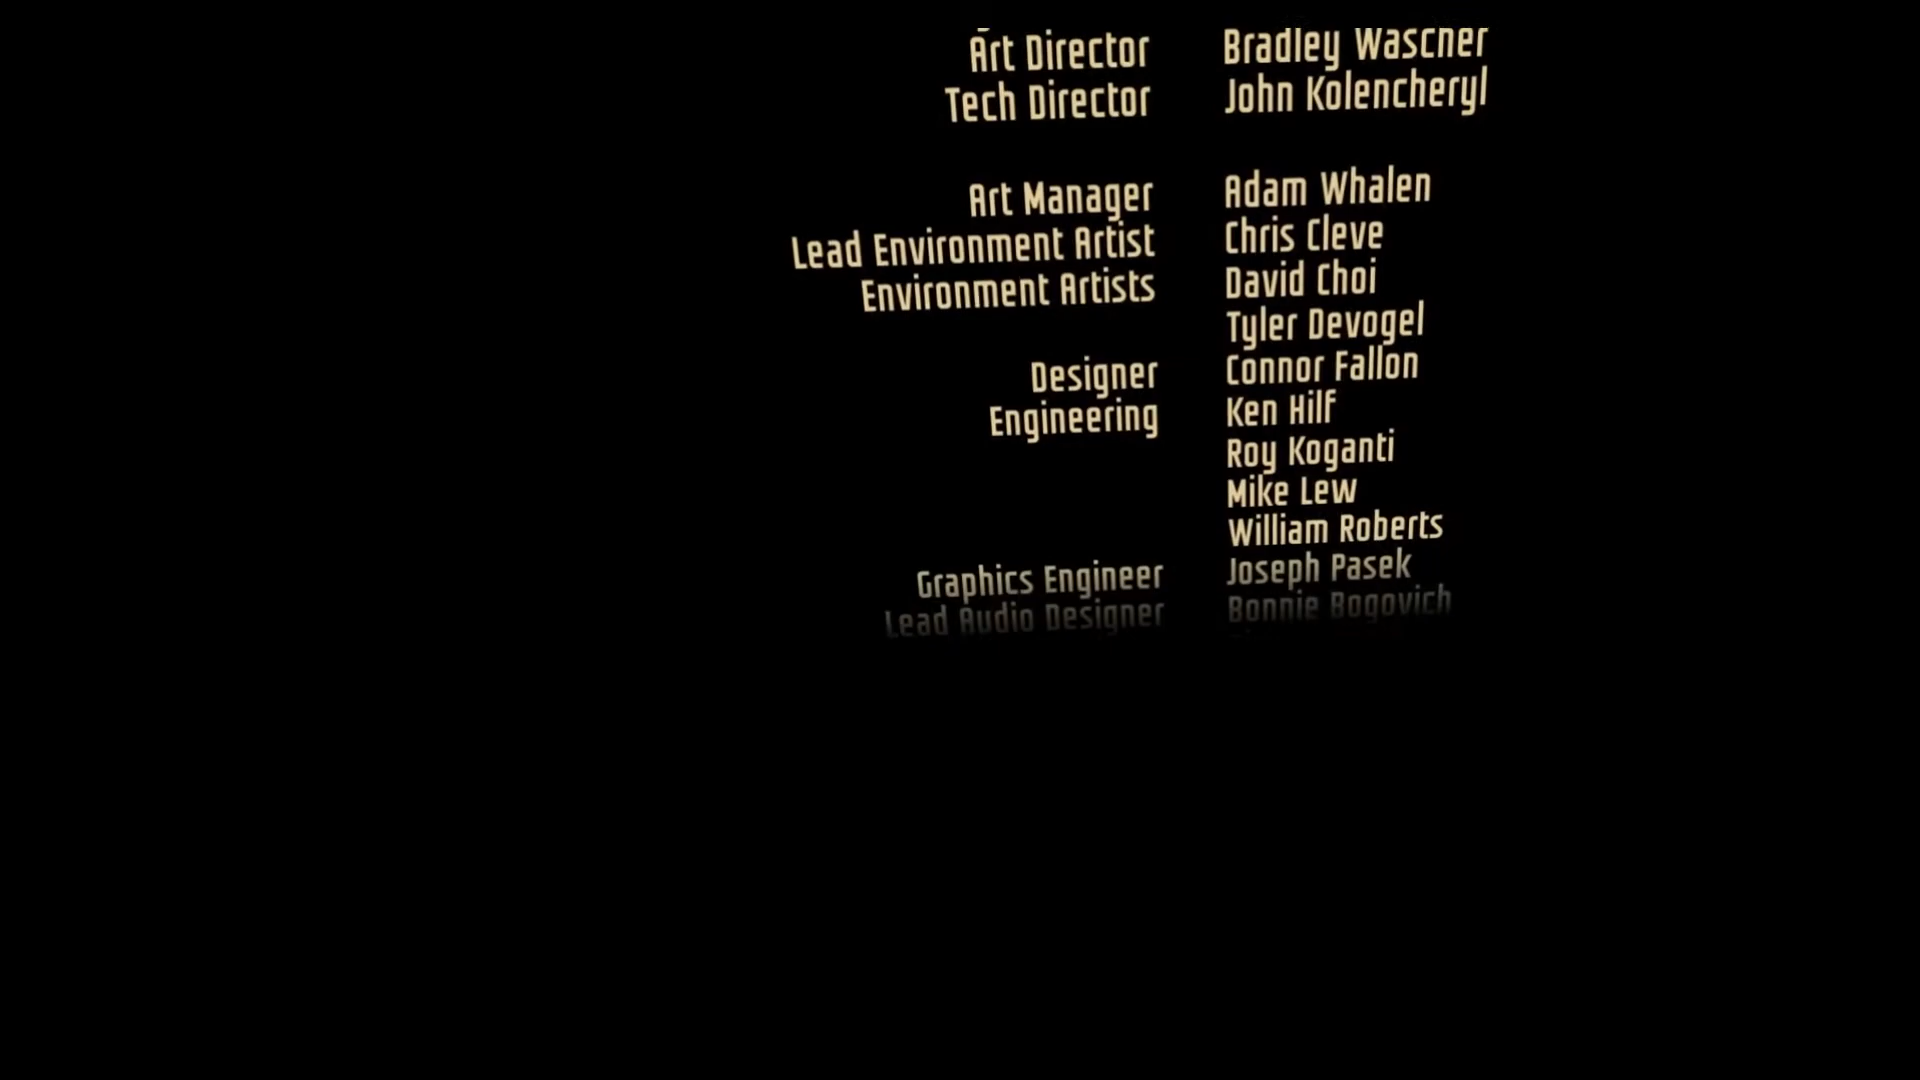 Art Director Bradley Wascher
Tech Director John Kolencheryl
Art Manager Adam Whalen
Lead Environment Artist Chris Cleve
Environment Artists David Choi
Tyler Devogel
Designer Connor Fallon
Engineering Ken Hilf
Roy Koganti
Mike Lew
William Roberts
Graphics Engineer Joseph Pasek
Lead Audio Designer Bonnie Bogovich